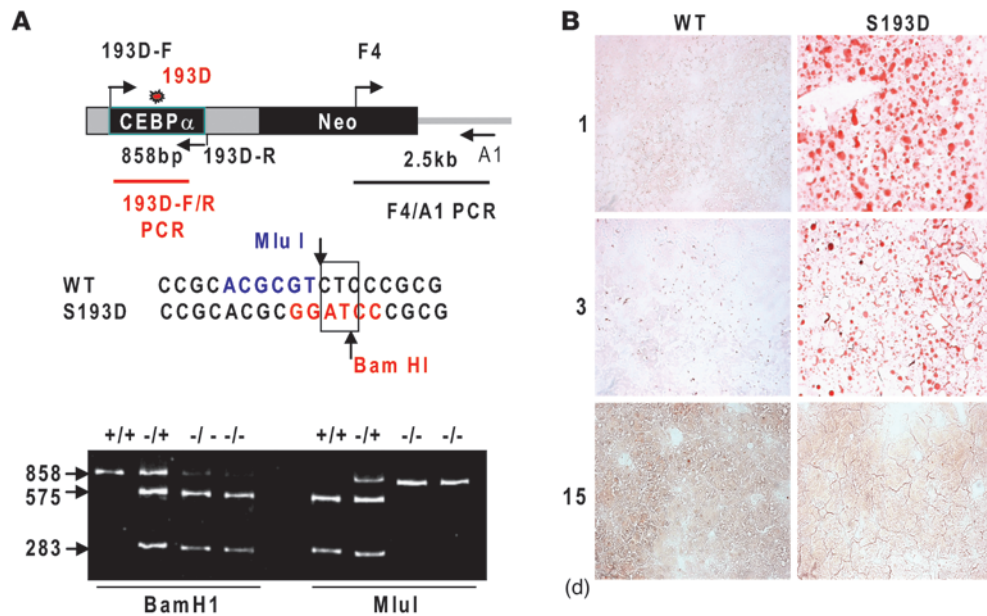 A
193D-F
F4
193D
CEBPα
Neo
858bp
193D-R
2.5kb
A1
193D-F/R
PCR
F4/A1 PCR
Mlu I
WT CCGCACGCGTCTCCCGCG
S193D CCGCACGCGGATCCCGCG
Bam HI
+/+ -/+ -/- -/- +/+ -/+ -/- -/-
858
575
283
BamH1 MluI
B
WT S193D
1
3
15
(d)